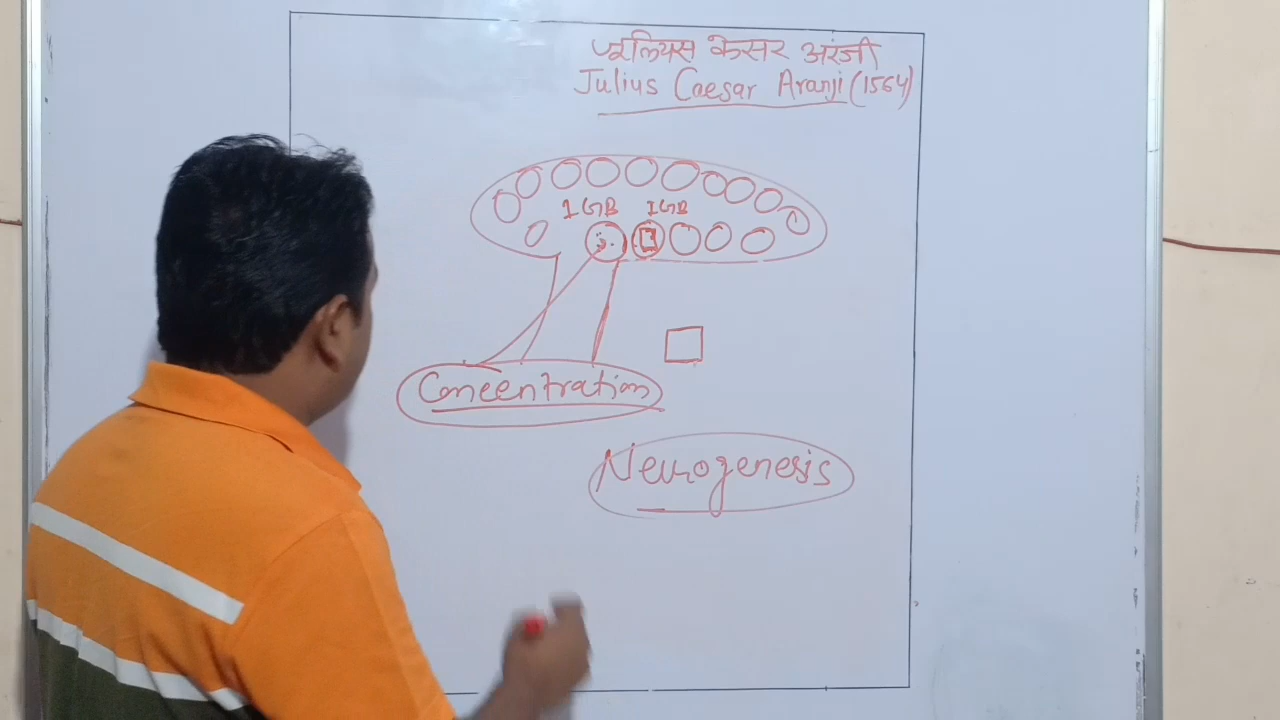 ज्यूलियस केसर अरंजी
Julius Caesar Aranji (1564)
1GB 1GB
Concentration
Neurogenesis